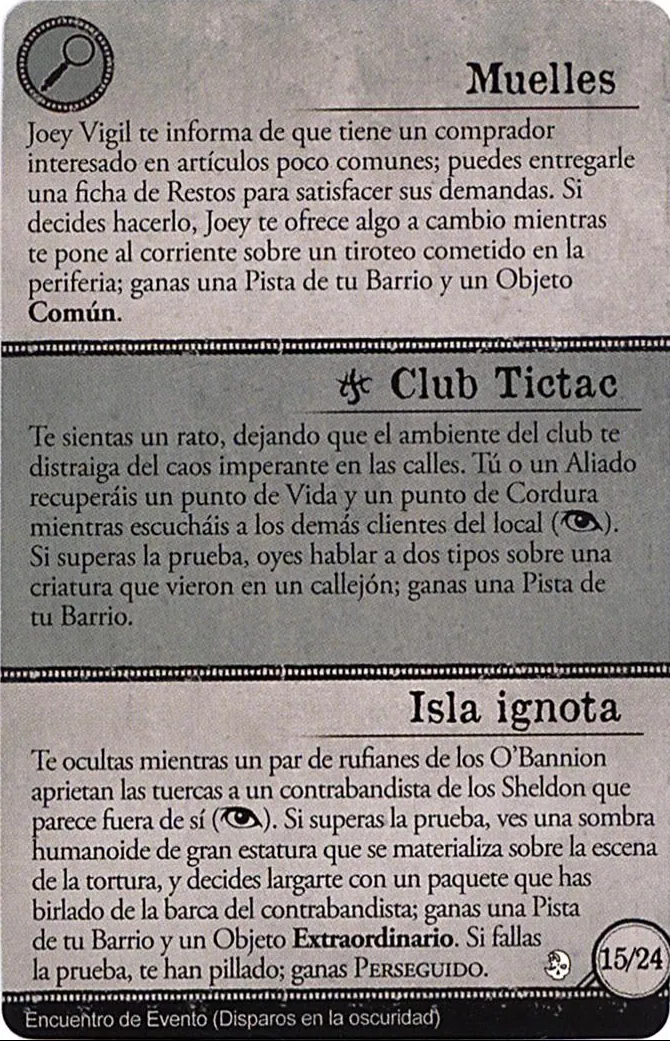 Muelles
Joey Vigil te informa de que tiene un comprador
interesado en artículos poco comunes; puedes entregarle
una ficha de Restos para satisfacer sus demandas. Si
decides hacerlo, Joey te ofrece algo a cambio mientras
te pone al corriente sobre un tiroteo cometido en la
periferia; ganas una Pista de tu Barrio y un Objeto
Común.
Club Tictac
Te sientas un rato, dejando que el ambiente del club te
distraiga del caos imperante en las calles. Tú o un Aliado
recuperáis un punto de Vida y un punto de Cordura
mientras escucháis a los demás clientes del local ( ).
Si superas la prueba, oyes hablar a dos tipos sobre una
criatura que vieron en un callejón; ganas una Pista de
tu Barrio.
Isla ignota
Te ocultas mientras un par de rufianes de los O'Bannion
aprietan las tuercas a un contrabandista de los Sheldon que
parece fuera de sí ( ). Si superas la prueba, ves una sombra
humanoide de gran estatura que se materializa sobre la escena
de la tortura, y decides largarte con un paquete que has
birlado de la barca del contrabandista; ganas una Pista
de tu Barrio y un Objeto Extraordinario. Si fallas
la prueba, te han pillado; ganas PERSEGUIDO.
15/24
Encuentro de Evento (Disparos en la oscuridad)